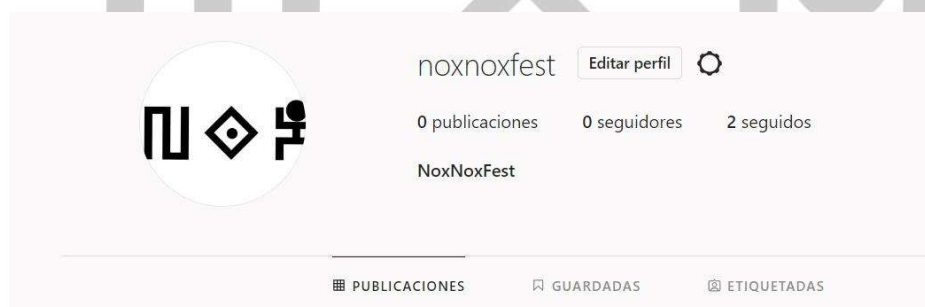 noxnoxfest Editar perfil
0 publicaciones 0 seguidores 2 seguidos
NoxNoxFest
PUBLICACIONES GUARDADAS ETIQUETADAS